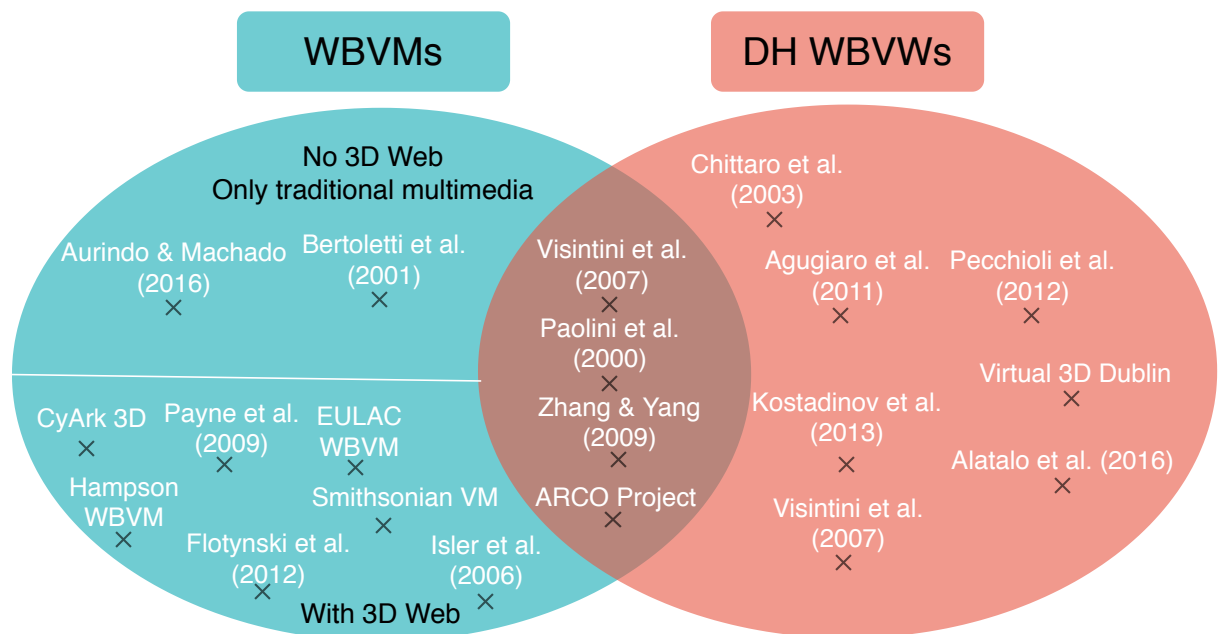 WBVMs
DH WBVWs
No 3D Web
Only traditional multimedia
Aurindo & Machado
(2016)
Bertoletti et al.
(2001)
CyArk 3D
Payne et al.
(2009)
EULAC
WBVM
Hampson
WBVM
Smithsonian VM
Flotynski et al.
(2012)
Isler et al.
(2006)
With 3D Web
Visintini et al.
(2007)
Paolini et al.
(2000)
Zhang & Yang
(2009)
ARCO Project
Chittaro et al.
(2003)
Agugiaro et al.
(2011)
Pecchioli et al.
(2012)
Virtual 3D Dublin
Kostadinov et al.
(2013)
Alatalo et al. (2016)
Visintini et al.
(2007)